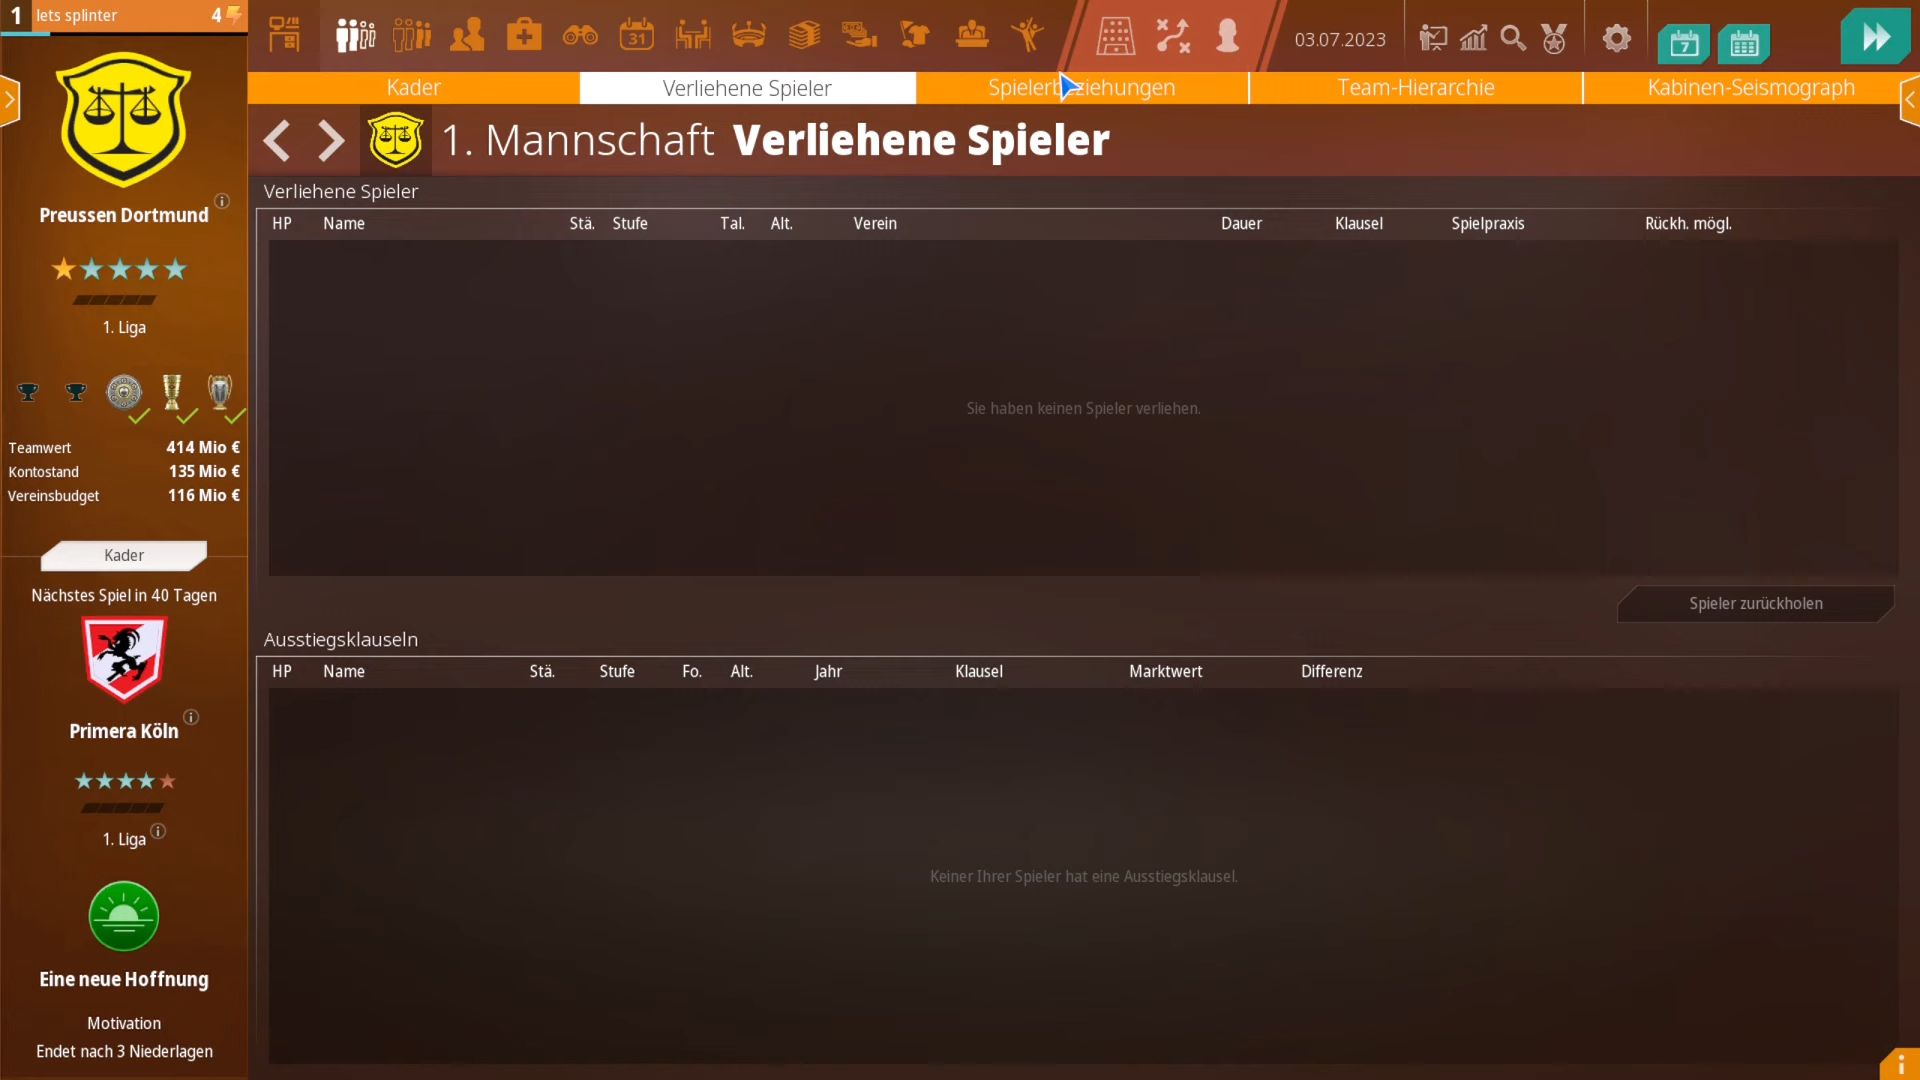 1 lets splinter 4
31
03.07.2023
7
Kader
Verliehene Spieler
Spielerbeziehungen
Team-Hierarchie
Kabinen-Seismograph
1. Mannschaft Verliehene Spieler
Preussen Dortmund
1. Liga
Teamwert 414 Mio €
Kontostand 135 Mio €
Vereinsbudget 116 Mio €
Kader
Nächstes Spiel in 40 Tagen
Primera Köln
1. Liga
Eine neue Hoffnung
Motivation
Endet nach 3 Niederlagen
Verliehene Spieler
HP Name Stä. Stufe Tal. Alt. Verein Dauer Klausel Spielpraxis Rückh. mögl.
Sie haben keinen Spieler verliehen.
Spieler zurückholen
Ausstiegsklauseln
HP Name Stä. Stufe Fo. Alt. Jahr Klausel Marktwert Differenz
Keiner Ihrer Spieler hat eine Ausstiegsklausel.